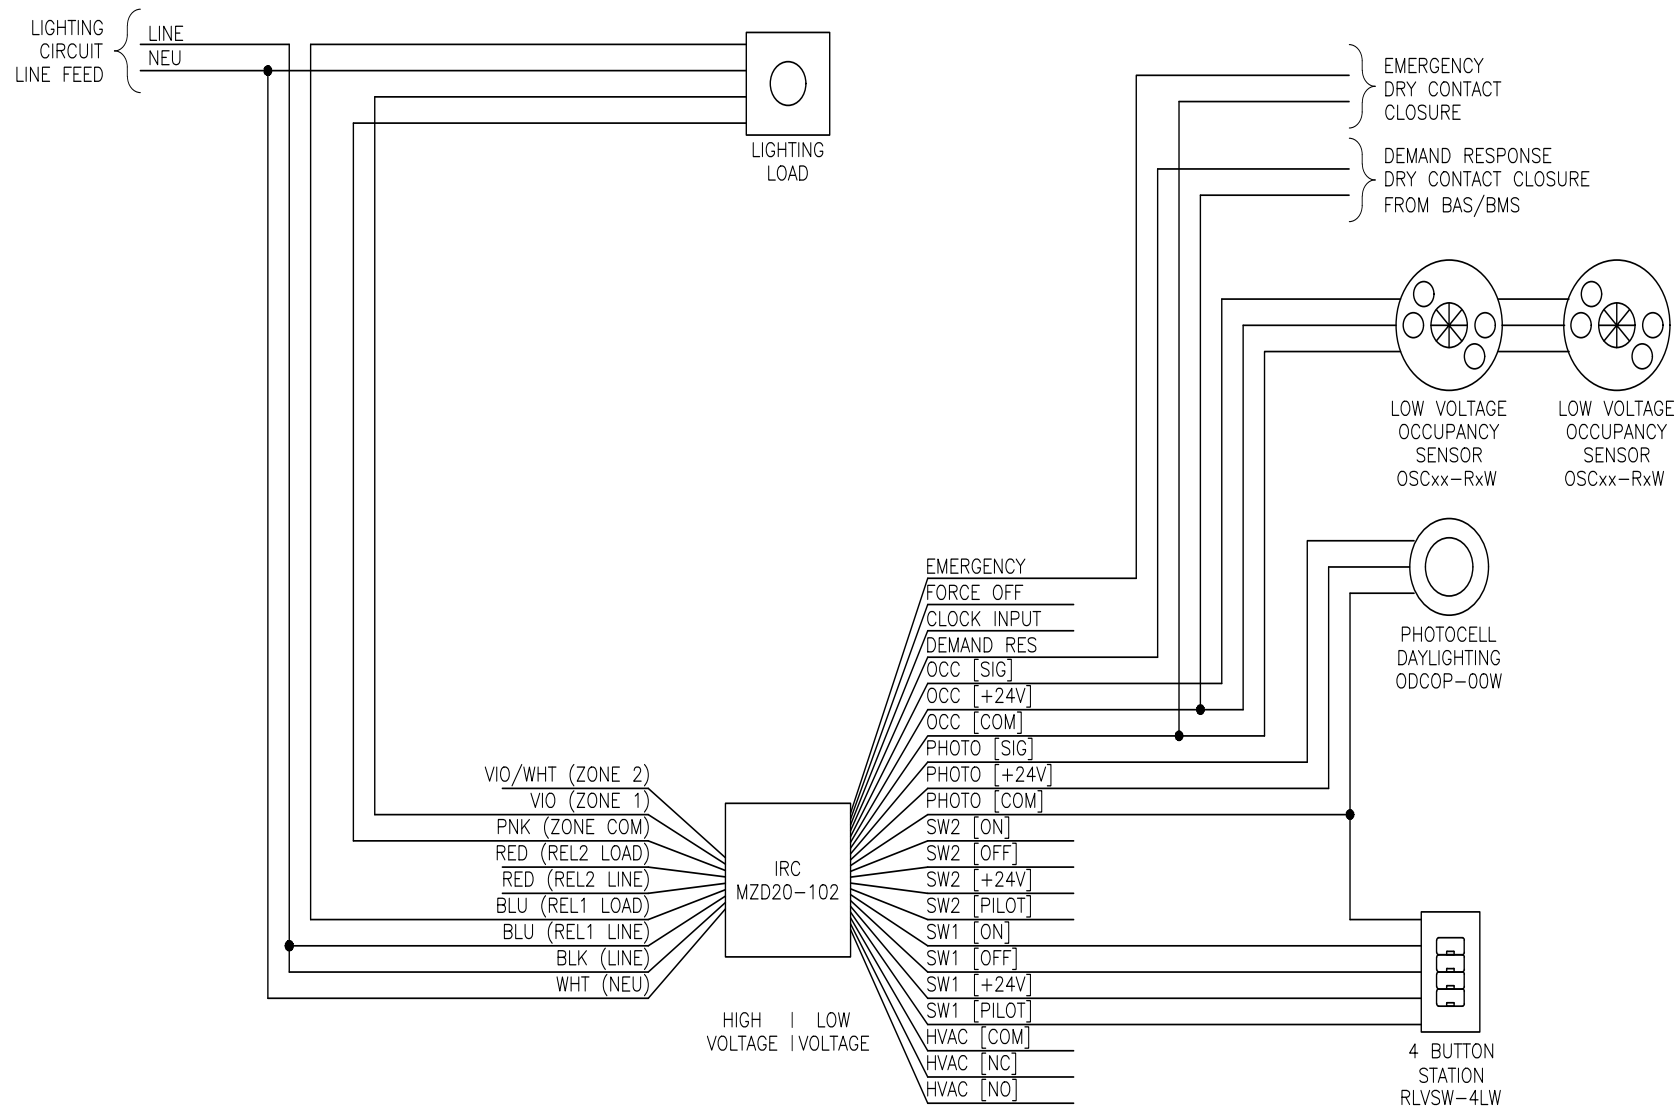 LIGHTING
CIRCUIT
LINE FEED
LINE
NEU
LIGHTING
LOAD
EMERGENCY
DRY CONTACT
CLOSURE
DEMAND RESPONSE
DRY CONTACT CLOSURE
FROM BAS/BMS
LOW VOLTAGE
OCCUPANCY
SENSOR
OSCxx-RxW
LOW VOLTAGE
OCCUPANCY
SENSOR
OSCxx-RxW
PHOTOCELL
DAYLIGHTING
ODCOP-00W
EMERGENCY
FORCE OFF
CLOCK INPUT
DEMAND RES
OCC [SIG]
OCC [+24V]
OCC [COM]
PHOTO [SIG]
PHOTO [+24V]
PHOTO [COM]
SW2 [ON]
SW2 [OFF]
SW2 [+24V]
SW2 [PILOT]
SW1 [ON]
SW1 [OFF]
SW1 [+24V]
SW1 [PILOT]
HVAC [COM]
HVAC [NC]
HVAC [NO]
VIO/WHT (ZONE 2)
VIO (ZONE 1)
PNK (ZONE COM)
RED (REL2 LOAD)
RED (REL2 LINE)
BLU (REL1 LOAD)
BLU (REL1 LINE)
BLK (LINE)
WHT (NEU)
IRC
MZD20-102
HIGH | LOW
VOLTAGE | VOLTAGE
4 BUTTON
STATION
RLVSW-4LW